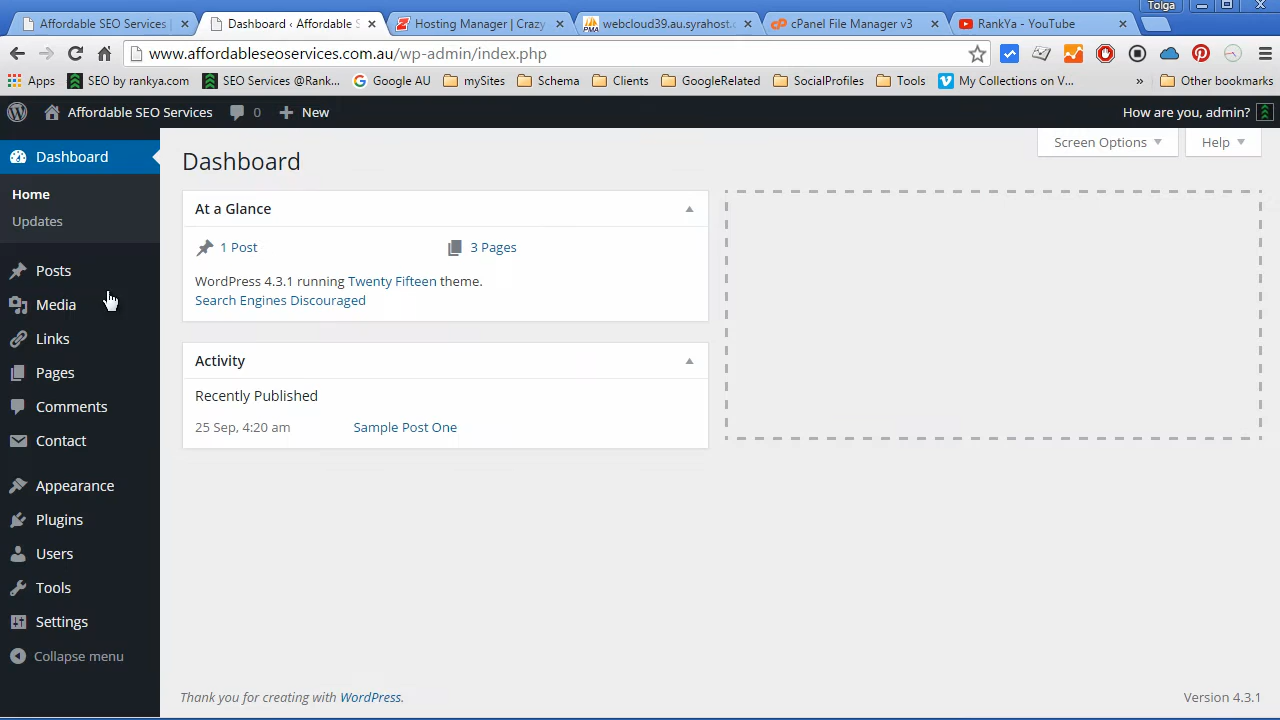 Tolga
Affordable SEO Services |
Dashboard ‹ Affordable S
Hosting Manager | Crazy
webcloud39.au.syrahost.c
cPanel File Manager v3
RankYa - YouTube
www.affordableseoservices.com.au/wp-admin/index.php
Apps
SEO by rankya.com
SEO Services @Rank...
Google AU
mySites
Schema
Clients
GoogleRelated
SocialProfiles
Tools
My Collections on V...
»
Other bookmarks
Affordable SEO Services
0
New
How are you, admin?
Dashboard
Home
Updates
Posts
Media
Links
Pages
Comments
Contact
Appearance
Plugins
Users
Tools
Settings
Collapse menu
Dashboard
Screen Options
Help
At a Glance
1 Post
3 Pages
WordPress 4.3.1 running Twenty Fifteen theme.
Search Engines Discouraged
Activity
Recently Published
25 Sep, 4:20 am
Sample Post One
Thank you for creating with WordPress.
Version 4.3.1